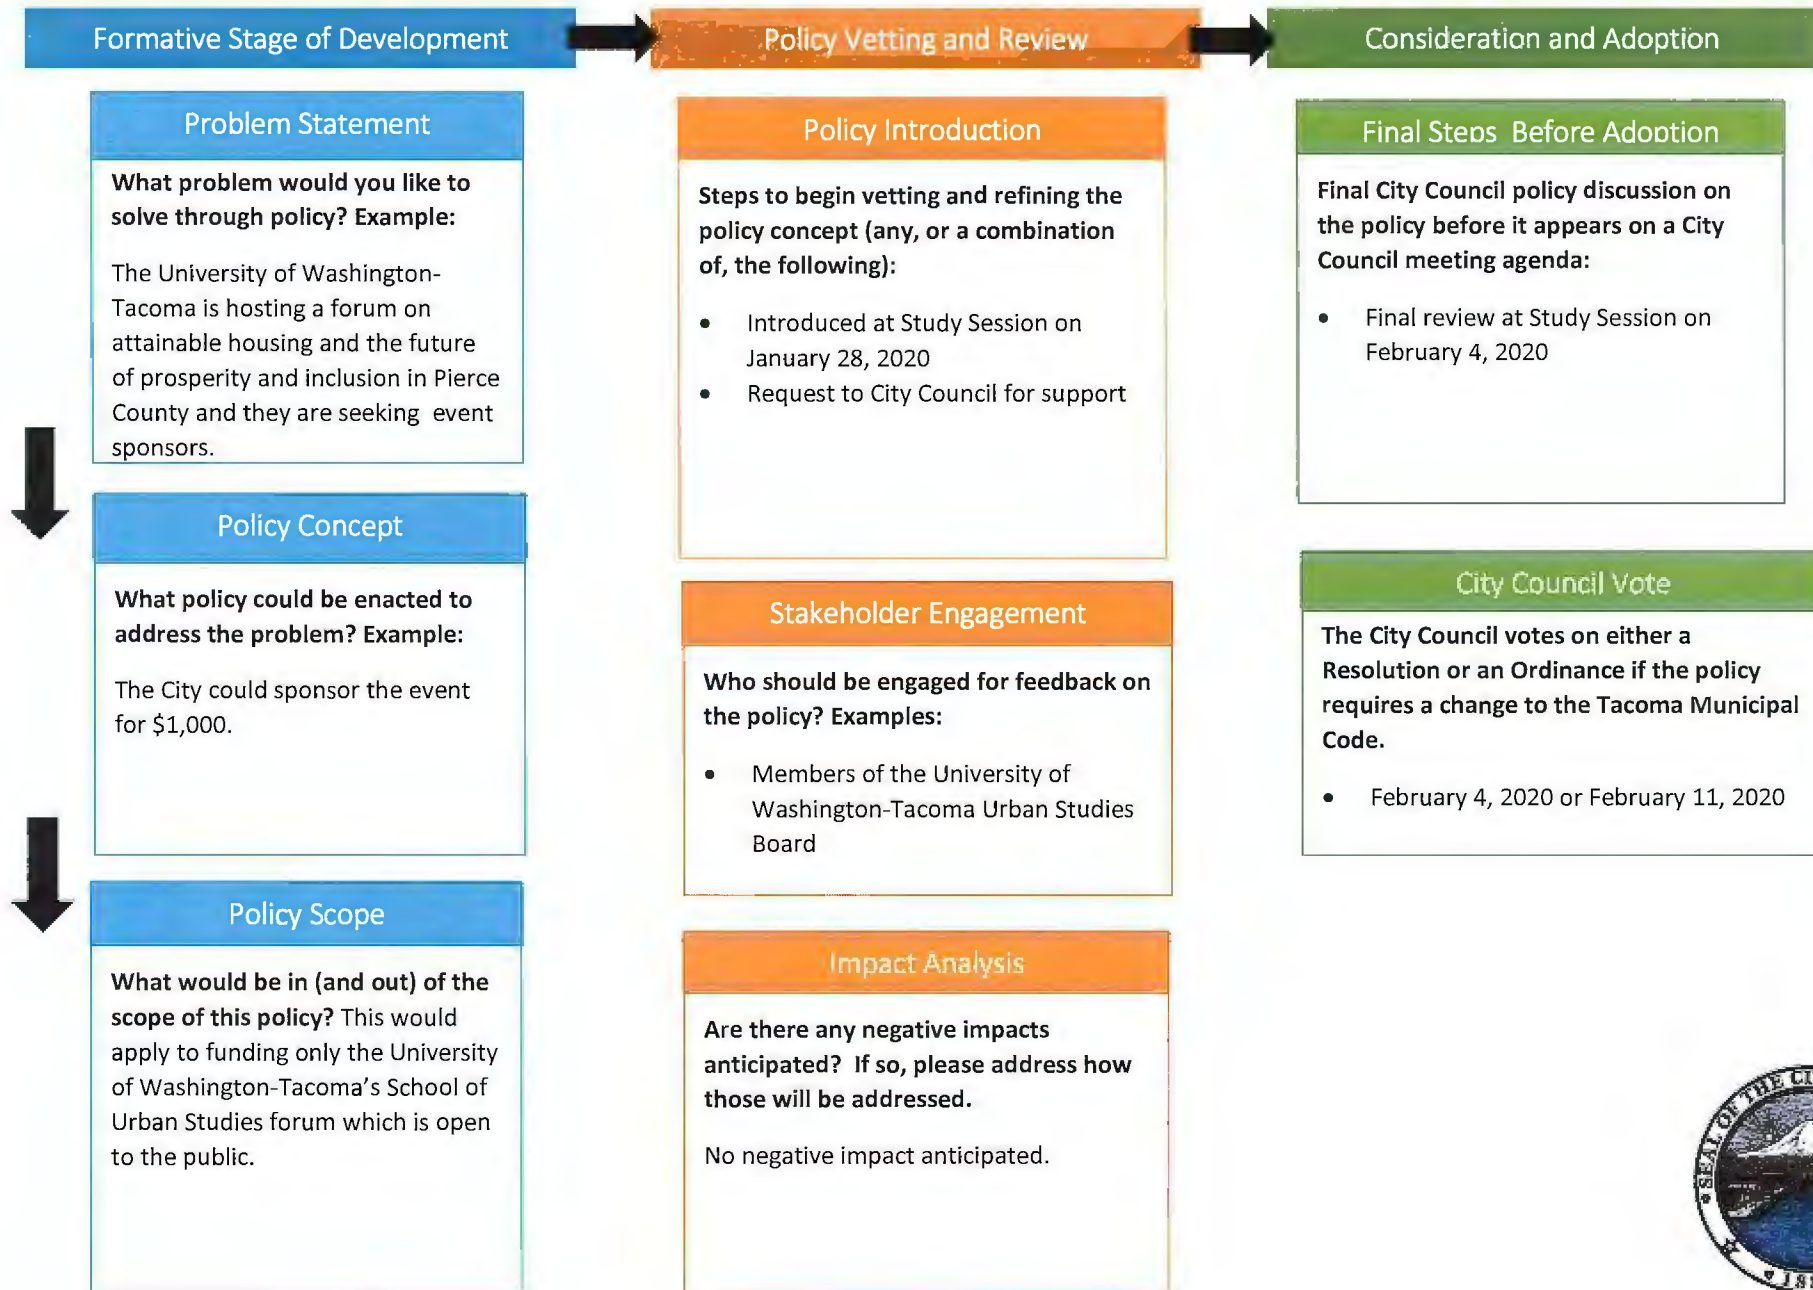 Formative Stage of Development
Policy Vetting and Review
Consideration and Adoption
Problem Statement
What problem would you like to
solve through policy? Example:
The University of Washington-
Tacoma is hosting a forum on
attainable housing and the future
of prosperity and inclusion in Pierce
County and they are seeking event
sponsors.
Policy Concept
What policy could be enacted to
address the problem? Example:
The City could sponsor the event
for $1,000.
Policy Scope
What would be in (and out) of the
scope of this policy? This would
apply to funding only the University
of Washington-Tacoma's School of
Urban Studies forum which is open
to the public.
Policy Introduction
Steps to begin vetting and refining the
policy concept (any, or a combination
of, the following):
• Introduced at Study Session on
January 28, 2020
• Request to City Council for support
Stakeholder Engagement
Who should be engaged for feedback on
the policy? Examples:
• Members of the University of
Washington-Tacoma Urban Studies
Board
Impact Analysis
Are there any negative impacts
anticipated? If so, please address how
those will be addressed.
No negative impact anticipated.
Final Steps Before Adoption
Final City Council policy discussion on
the policy before it appears on a City
Council meeting agenda:
• Final review at Study Session on
February 4, 2020
City Council Vote
The City Council votes on either a
Resolution or an Ordinance if the policy
requires a change to the Tacoma Municipal
Code.
• February 4, 2020 or February 11, 2020
SEAL OF THE CI